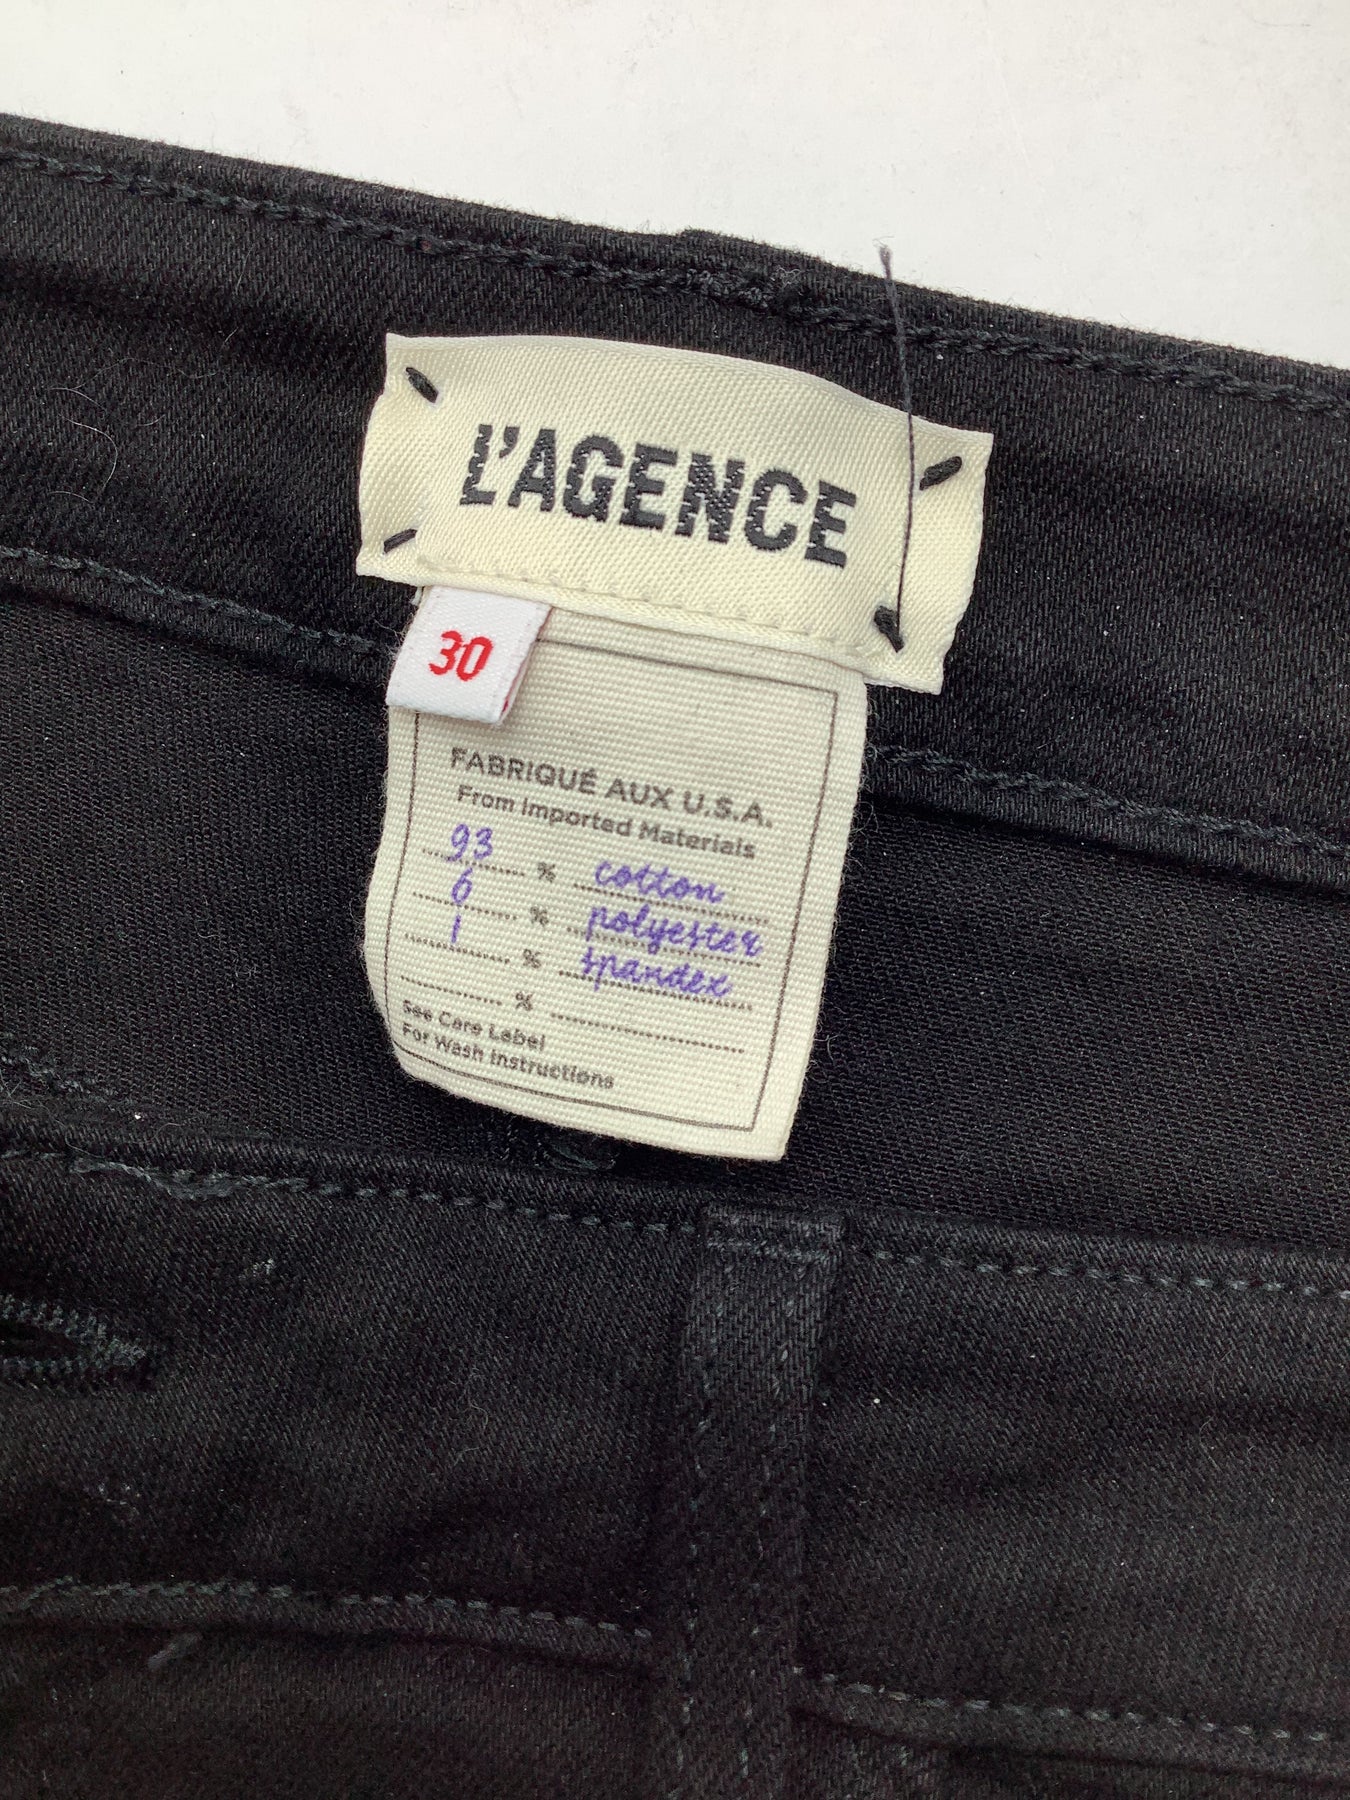 L'AGENCE
30
FABRIQUÉ AUX U.S.A.
From Imported Materials
93 % cotton
6 % polyester
1 % spandex
%
See Care Label
For Wash Instructions